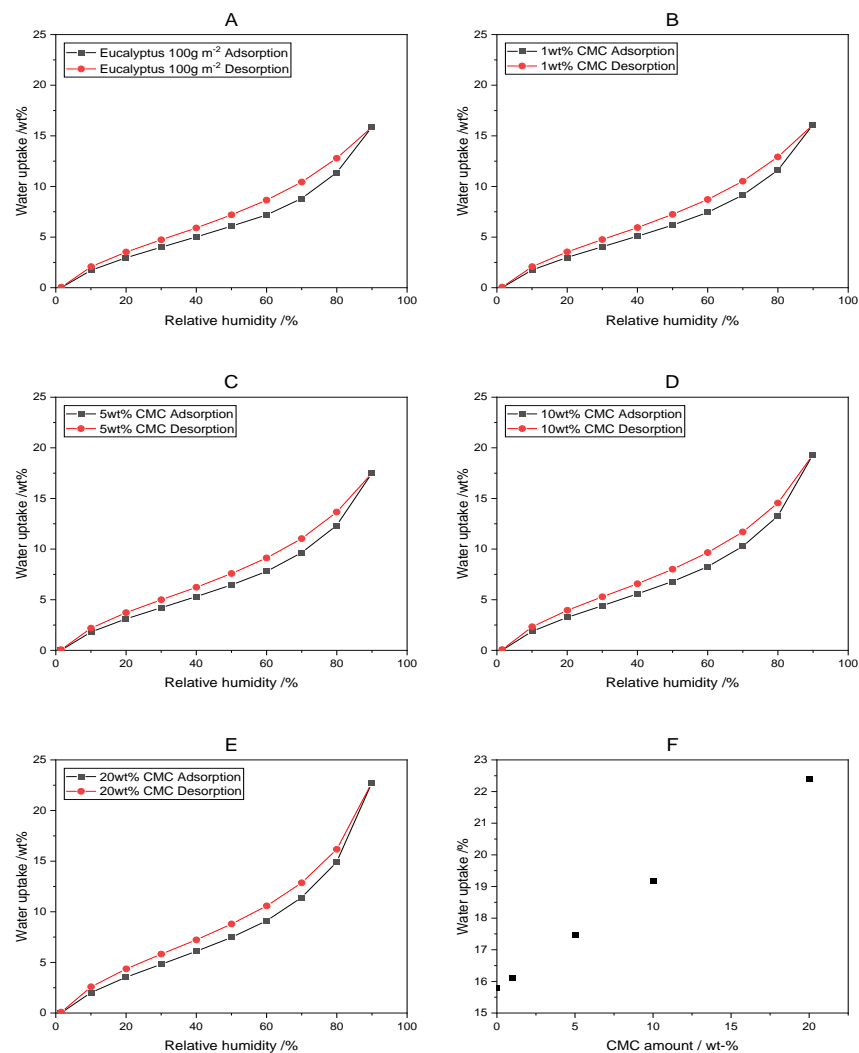 A
Eucalyptus 100g m⁻² Adsorption
Eucalyptus 100g m⁻² Desorption
25
20
15
10
5
0
Water uptake /wt%
0 20 40 60 80 100
Relative humidity /%
B
1wt% CMC Adsorption
1wt% CMC Desorption
25
20
15
10
5
0
Water uptake /wt%
0 20 40 60 80 100
Relative humidity /%
C
5wt% CMC Adsorption
5wt% CMC Desorption
25
20
15
10
5
0
Water uptake /wt%
0 20 40 60 80 100
Relative humidity /%
D
10wt% CMC Adsorption
10wt% CMC Desorption
25
20
15
10
5
0
Water uptake /wt%
0 20 40 60 80 100
Relative humidity /%
E
20wt% CMC Adsorption
20wt% CMC Desorption
25
20
15
10
5
0
Water uptake /wt%
0 20 40 60 80 100
Relative humidity /%
F
23
22
21
20
19
18
17
16
15
Water uptake /%
0 5 10 15 20
CMC amount / wt-%